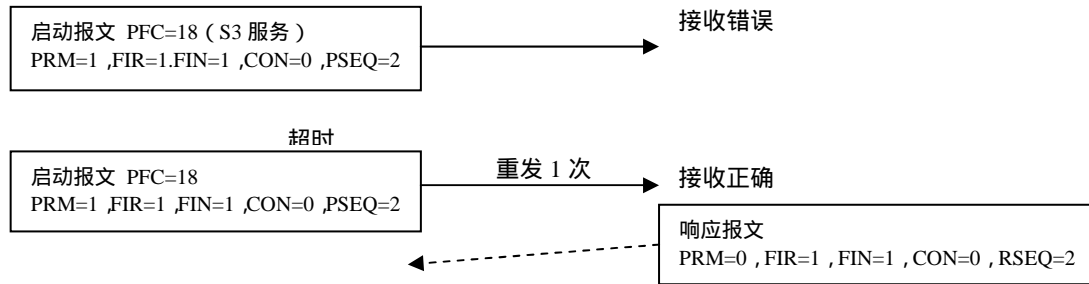 启动报文 PFC=18（S3 服务）
PRM=1 ,FIR=1.FIN=1 ,CON=0 ,PSEQ=2
接收错误
超时
启动报文 PFC=18
PRM=1 ,FIR=1 ,FIN=1 ,CON=0 ,PSEQ=2
重发 1 次
接收正确
响应报文
PRM=0 , FIR=1 , FIN=1 , CON=0 , RSEQ=2